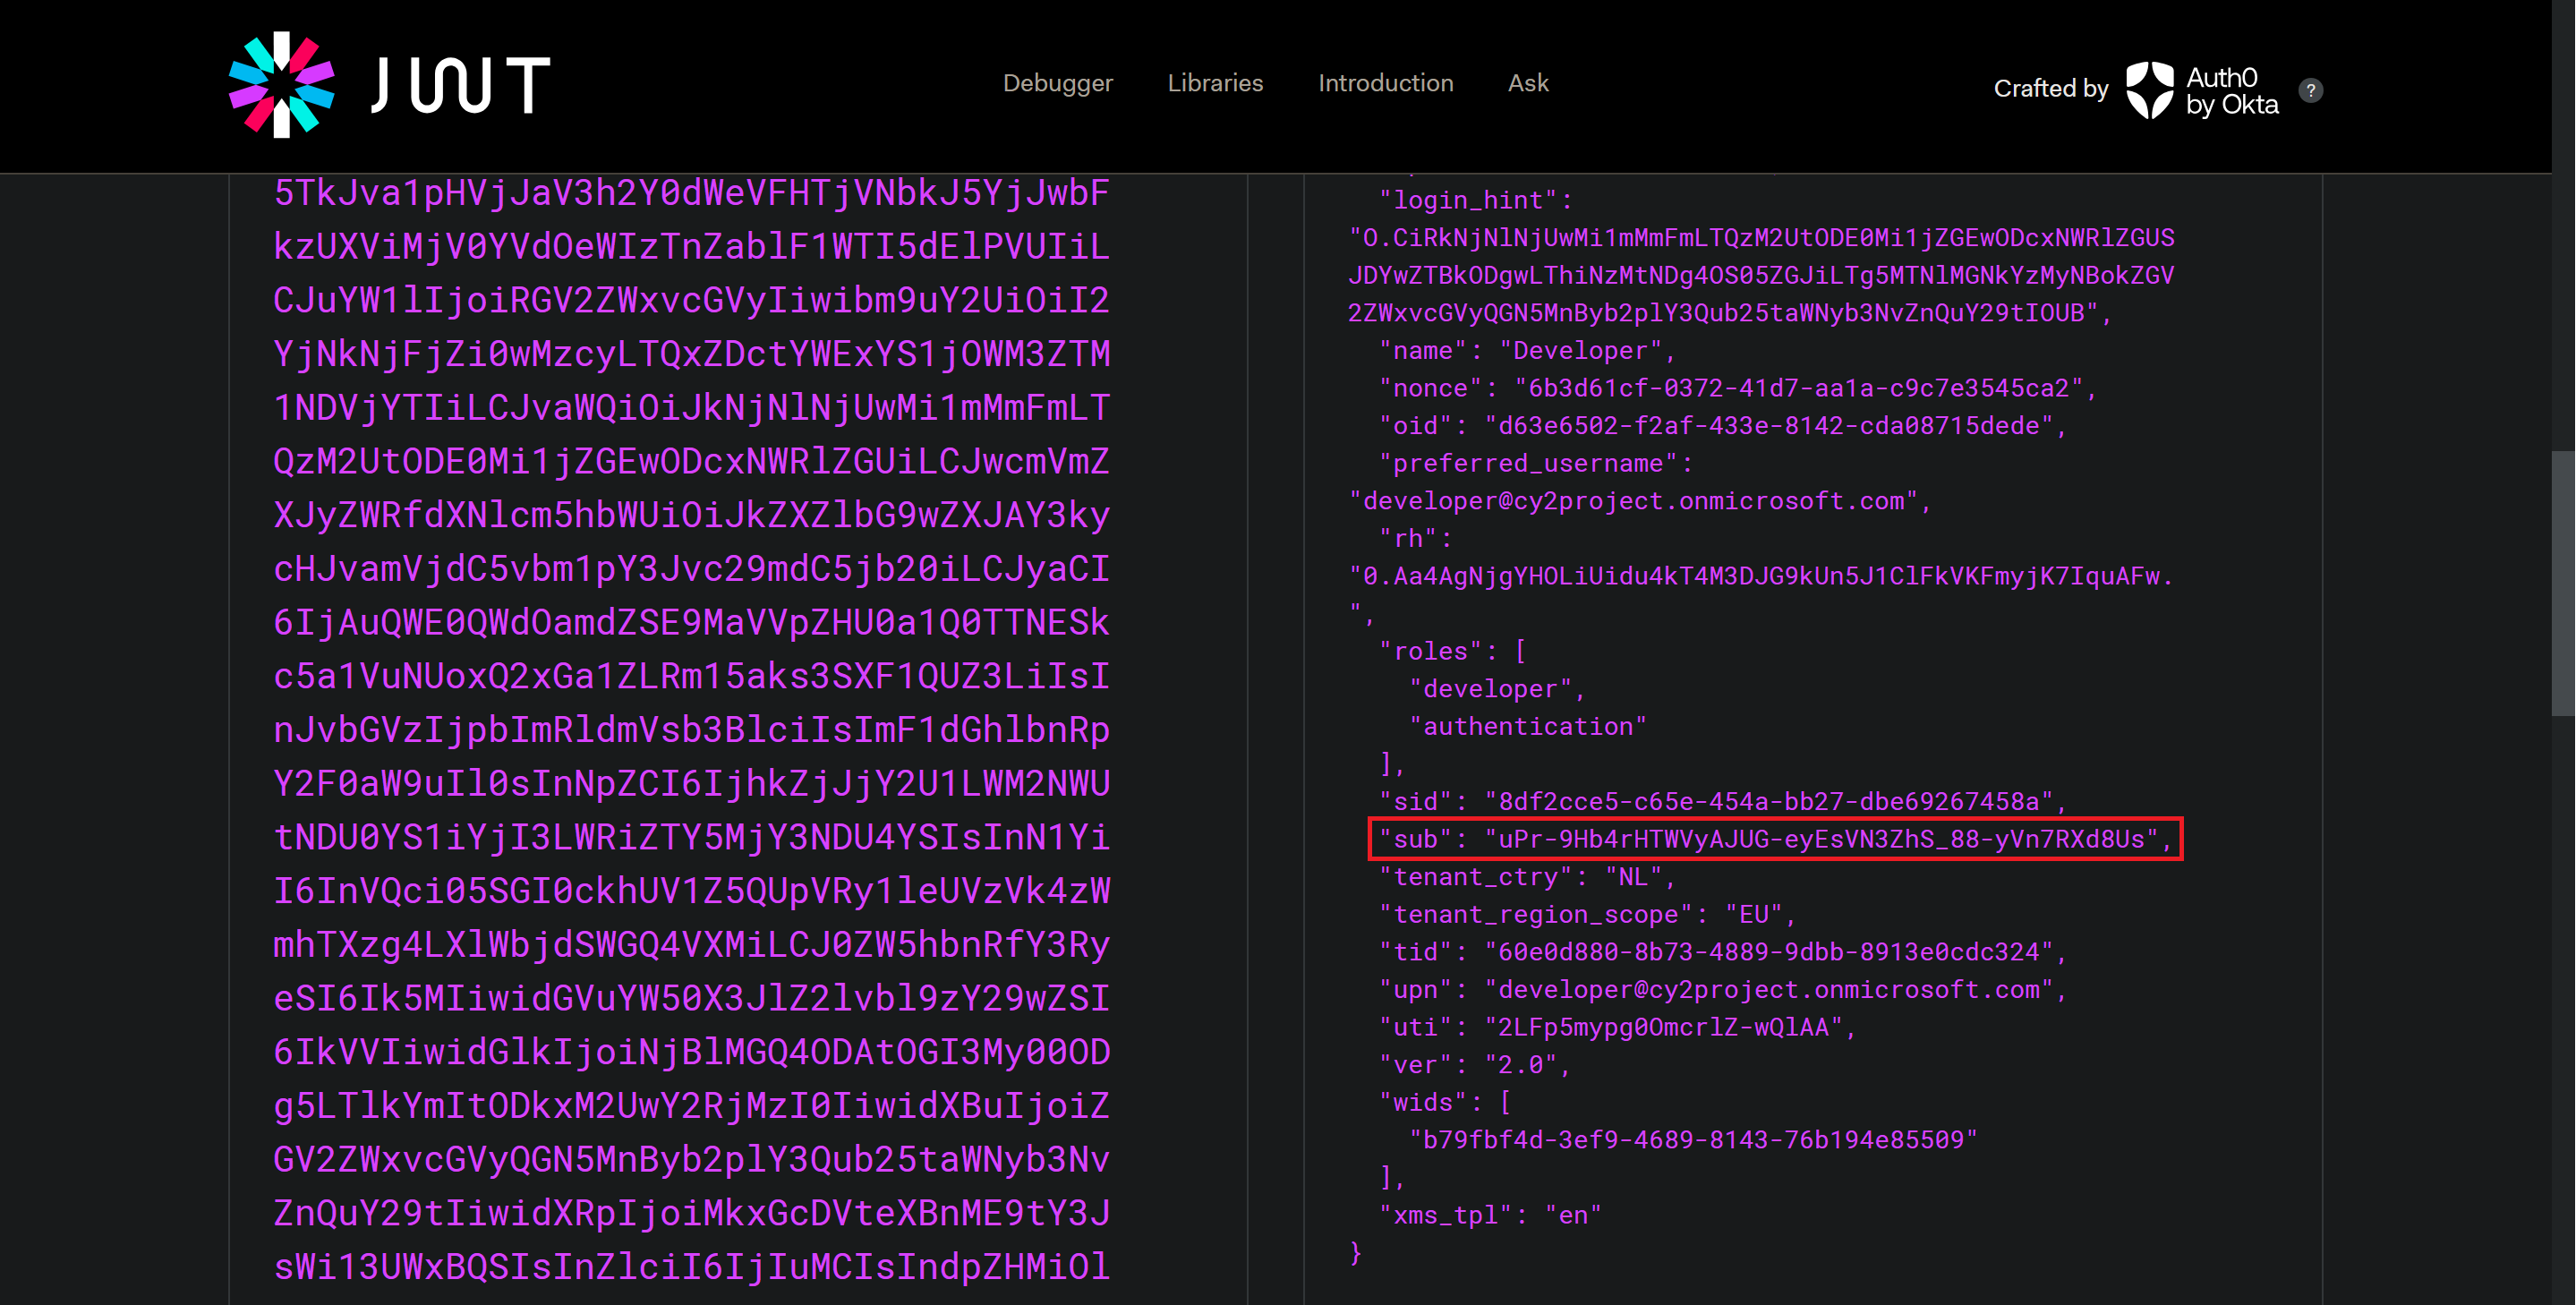 JWT
Debugger
Libraries
Introduction
Ask
Crafted by
Auth0
by Okta
?
5TkJva1pHVjJaV3h2Y0dWeVFHTjVNbkJ5YjJwbF
kzUXViMjV0YVdOeWIzTnZablF1WTI5dElPVUIiL
CJuYW1lIjoiRGV2ZWxvcGVyIiwibm9uY2UiOiI2
YjNkNjFjZi0wMzcyLTQxZDctYWExYS1jOWM3ZTM
1NDVjYTIiLCJvaWQiOiJkNjNlNjUwMi1mMmFmLT
QzM2UtODE0Mi1jZGEwODcxNWRlZGUiLCJwcmVmZ
XJyZWRfdXNlcm5hbWUiOiJkZXZlbG9wZXJAY3ky
cHJvamVjdC5vbm1pY3Jvc29mdC5jb20iLCJyaCI
6IjAuQWE0QWdOamdZSE9MaVVpZHU0a1Q0TTNESk
c5a1VuNUoxQ2xGa1ZLRm15aks3SXF1QUZ3LiIsI
nJvbGVzIjpbImRldmVsb3BlciIsImF1dGhlbnRp
Y2F0aW9uIl0sInNpZCI6IjhkZjJjY2U1LWM2NWU
tNDU0YS1iYjI3LWRiZTY5MjY3NDU4YSIsInN1Yi
I6InVQci05SGI0ckhUV1Z5QUpVRy1leUVzVk4zW
mhTXzg4LXlWbjdSWGQ4VXMiLCJ0ZW5hbnRfY3Ry
eSI6Ik5MIiwidGVuYW50X3JlZ2lvbl9zY29wZSI
6IkVVIiwidGlkIjoiNjBlMGQ4ODAtOGI3My00OD
g5LTlkYmItODkxM2UwY2RjMzI0IiwidXBuIjoiZ
GV2ZWxvcGVyQGN5MnByb2plY3Qub25taWNyb3Nv
ZnQuY29tIiwidXRpIjoiMkxGcDVteXBnME9tY3J
sWi13UWxBQSIsInZlciI6IjIuMCIsIndpZHMiOl
"login_hint":
"O.CiRkNjNlNjUwMi1mMmFmLTQzM2UtODE0Mi1jZGEwODcxNWRlZGUS
JDYwZTBkODgwLThiNzMtNDg4OS05ZGJiLTg5MTNlMGNkYzMyNBokZGV
2ZWxvcGVyQGN5MnByb2plY3Qub25taWNyb3NvZnQuY29tIOUB",
"name": "Developer",
"nonce": "6b3d61cf-0372-41d7-aa1a-c9c7e3545ca2",
"oid": "d63e6502-f2af-433e-8142-cda08715dede",
"preferred_username":
"developer@cy2project.onmicrosoft.com",
"rh":
"0.Aa4AgNjgYHOLiUidu4kT4M3DJG9kUn5J1ClFkVKFmyjK7IquAFw.
",
"roles": [
"developer",
"authentication"
],
"sid": "8df2cce5-c65e-454a-bb27-dbe69267458a",
"sub": "uPr-9Hb4rHTWVyAJUG-eyEsVN3ZhS_88-yVn7RXd8Us",
"tenant_ctry": "NL",
"tenant_region_scope": "EU",
"tid": "60e0d880-8b73-4889-9dbb-8913e0cdc324",
"upn": "developer@cy2project.onmicrosoft.com",
"uti": "2LFp5mypg0OmcrlZ-wQlAA",
"ver": "2.0",
"wids": [
"b79fbf4d-3ef9-4689-8143-76b194e85509"
],
"xms_tpl": "en"
}